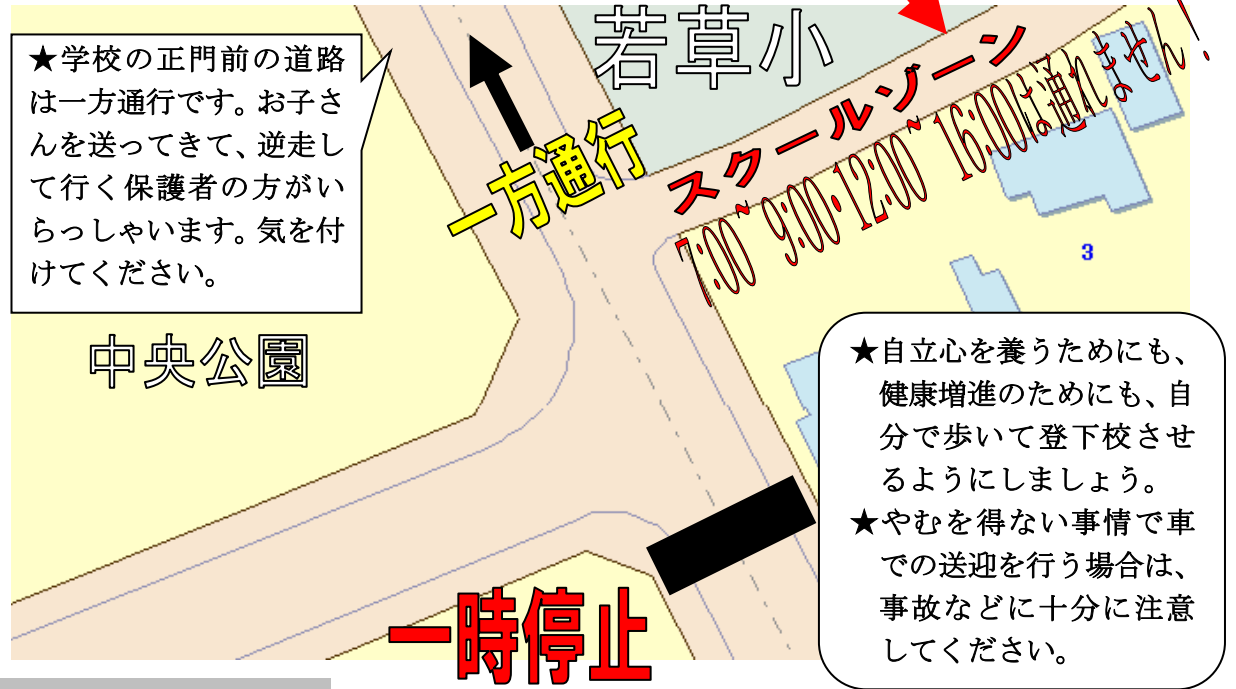 ★学校の正門前の道路
は一方通行です。お子さ
んを送ってきて、逆走し
て行く保護者の方がい
らっしゃいます。気を付
けてください。
若草小
一方通行
スクールゾーン
7:00~9:00・12:00~16:00は通れません!
3
中央公園
★自立心を養うためにも、
健康増進のためにも、自
分で歩いて登下校させ
るようにしましょう。
★やむを得ない事情で車
での送迎を行う場合は、
事故などに十分に注意
してください。
一時停止